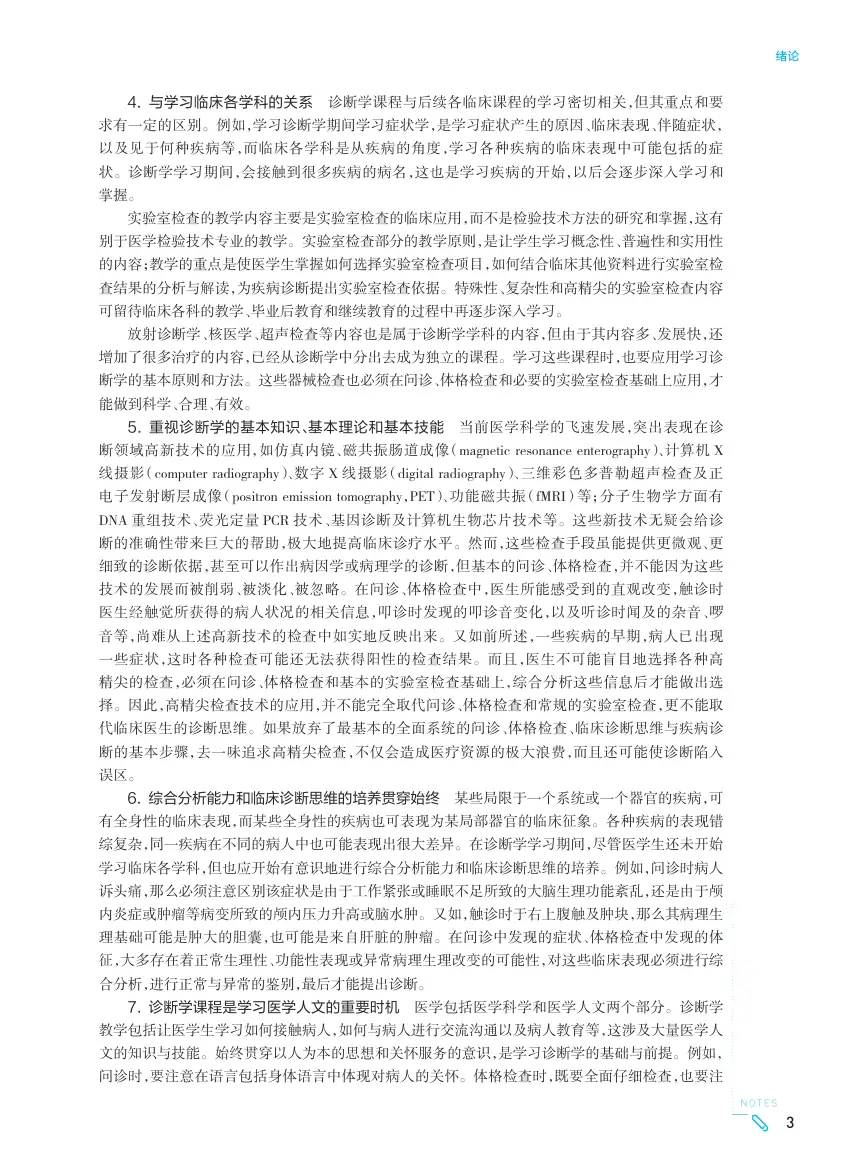 绪论
4. 与学习临床各学科的关系　诊断学课程与后续各临床课程的学习密切相关,但其重点和要
求有一定的区别。例如,学习诊断学期间学习症状学,是学习症状产生的原因、临床表现、伴随症状,
以及见于何种疾病等,而临床各学科是从疾病的角度,学习各种疾病的临床表现中可能包括的症
状。诊断学学习期间,会接触到很多疾病的病名,这也是学习疾病的开始,以后会逐步深入学习和
掌握。
实验室检查的教学内容主要是实验室检查的临床应用,而不是检验技术方法的研究和掌握,这有
别于医学检验技术专业的教学。实验室检查部分的教学原则,是让学生学习概念性、普遍性和实用性
的内容;教学的重点是使医学生掌握如何选择实验室检查项目,如何结合临床其他资料进行实验室检
查结果的分析与解读,为疾病诊断提出实验室检查依据。特殊性、复杂性和高精尖的实验室检查内容
可留待临床各科的教学、毕业后教育和继续教育的过程中再逐步深入学习。
放射诊断学、核医学、超声检查等内容也是属于诊断学学科的内容,但由于其内容多、发展快,还
增加了很多治疗的内容,已经从诊断学中分出去成为独立的课程。学习这些课程时,也要应用学习诊
断学的基本原则和方法。这些器械检查也必须在问诊、体格检查和必要的实验室检查基础上应用,才
能做到科学、合理、有效。
5. 重视诊断学的基本知识、基本理论和基本技能　当前医学科学的飞速发展,突出表现在诊
断领域高新技术的应用,如仿真内镜、磁共振肠道成像(magnetic resonance enterography)、计算机 X
线摄影(computer radiography)、数字 X 线摄影(digital radiography)、三维彩色多普勒超声检查及正
电子发射断层成像(positron emission tomography,PET)、功能磁共振(fMRI)等;分子生物学方面有
DNA 重组技术、荧光定量 PCR 技术、基因诊断及计算机生物芯片技术等。这些新技术无疑会给诊
断的准确性带来巨大的帮助,极大地提高临床诊疗水平。然而,这些检查手段虽能提供更微观、更
细致的诊断依据,甚至可以作出病因学或病理学的诊断,但基本的问诊、体格检查,并不能因为这些
技术的发展而被削弱、被淡化、被忽略。在问诊、体格检查中,医生所能感受到的直观改变,触诊时
医生经触觉所获得的病人状况的相关信息,叩诊时发现的叩诊音变化,以及听诊时闻及的杂音、啰
音等,尚难从上述高新技术的检查中如实地反映出来。又如前所述,一些疾病的早期,病人已出现
一些症状,这时各种检查可能还无法获得阳性的检查结果。而且,医生不可能盲目地选择各种高
精尖的检查,必须在问诊、体格检查和基本的实验室检查基础上,综合分析这些信息后才能做出选
择。因此,高精尖检查技术的应用,并不能完全取代问诊、体格检查和常规的实验室检查,更不能取
代临床医生的诊断思维。如果放弃了最基本的全面系统的问诊、体格检查、临床诊断思维与疾病诊
断的基本步骤,去一味追求高精尖检查,不仅会造成医疗资源的极大浪费,而且还可能使诊断陷入
误区。
6. 综合分析能力和临床诊断思维的培养贯穿始终　某些局限于一个系统或一个器官的疾病,可
有全身性的临床表现,而某些全身性的疾病也可表现为某局部器官的临床征象。各种疾病的表现错
综复杂,同一疾病在不同的病人中也可能表现出很大差异。在诊断学学习期间,尽管医学生还未开始
学习临床各学科,但也应开始有意识地进行综合分析能力和临床诊断思维的培养。例如,问诊时病人
诉头痛,那么必须注意区别该症状是由于工作紧张或睡眠不足所致的大脑生理功能紊乱,还是由于颅
内炎症或肿瘤等病变所致的颅内压力升高或脑水肿。又如,触诊时于右上腹触及肿块,那么其病理生
理基础可能是肿大的胆囊,也可能是来自肝脏的肿瘤。在问诊中发现的症状、体格检查中发现的体
征,大多存在着正常生理性、功能性表现或异常病理生理改变的可能性,对这些临床表现必须进行综
合分析,进行正常与异常的鉴别,最后才能提出诊断。
7. 诊断学课程是学习医学人文的重要时机　医学包括医学科学和医学人文两个部分。诊断学
教学包括让医学生学习如何接触病人,如何与病人进行交流沟通以及病人教育等,这涉及大量医学人
文的知识与技能。始终贯穿以人为本的思想和关怀服务的意识,是学习诊断学的基础与前提。例如,
问诊时,要注意在语言包括身体语言中体现对病人的关怀。体格检查时,既要全面仔细检查,也要注
NOTES
3